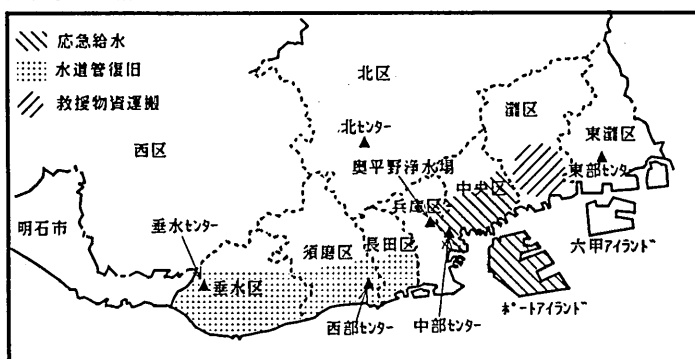 応急給水
水道管復旧
救援物資運搬
北区
灘区
東灘区
北センター
西区
奥平野浄水場
中央区
東部センター
兵庫区
明石市
垂水センター
須磨区
長田区
六甲アイランド
垂水区
ポートアイランド
西部センター
中部センター